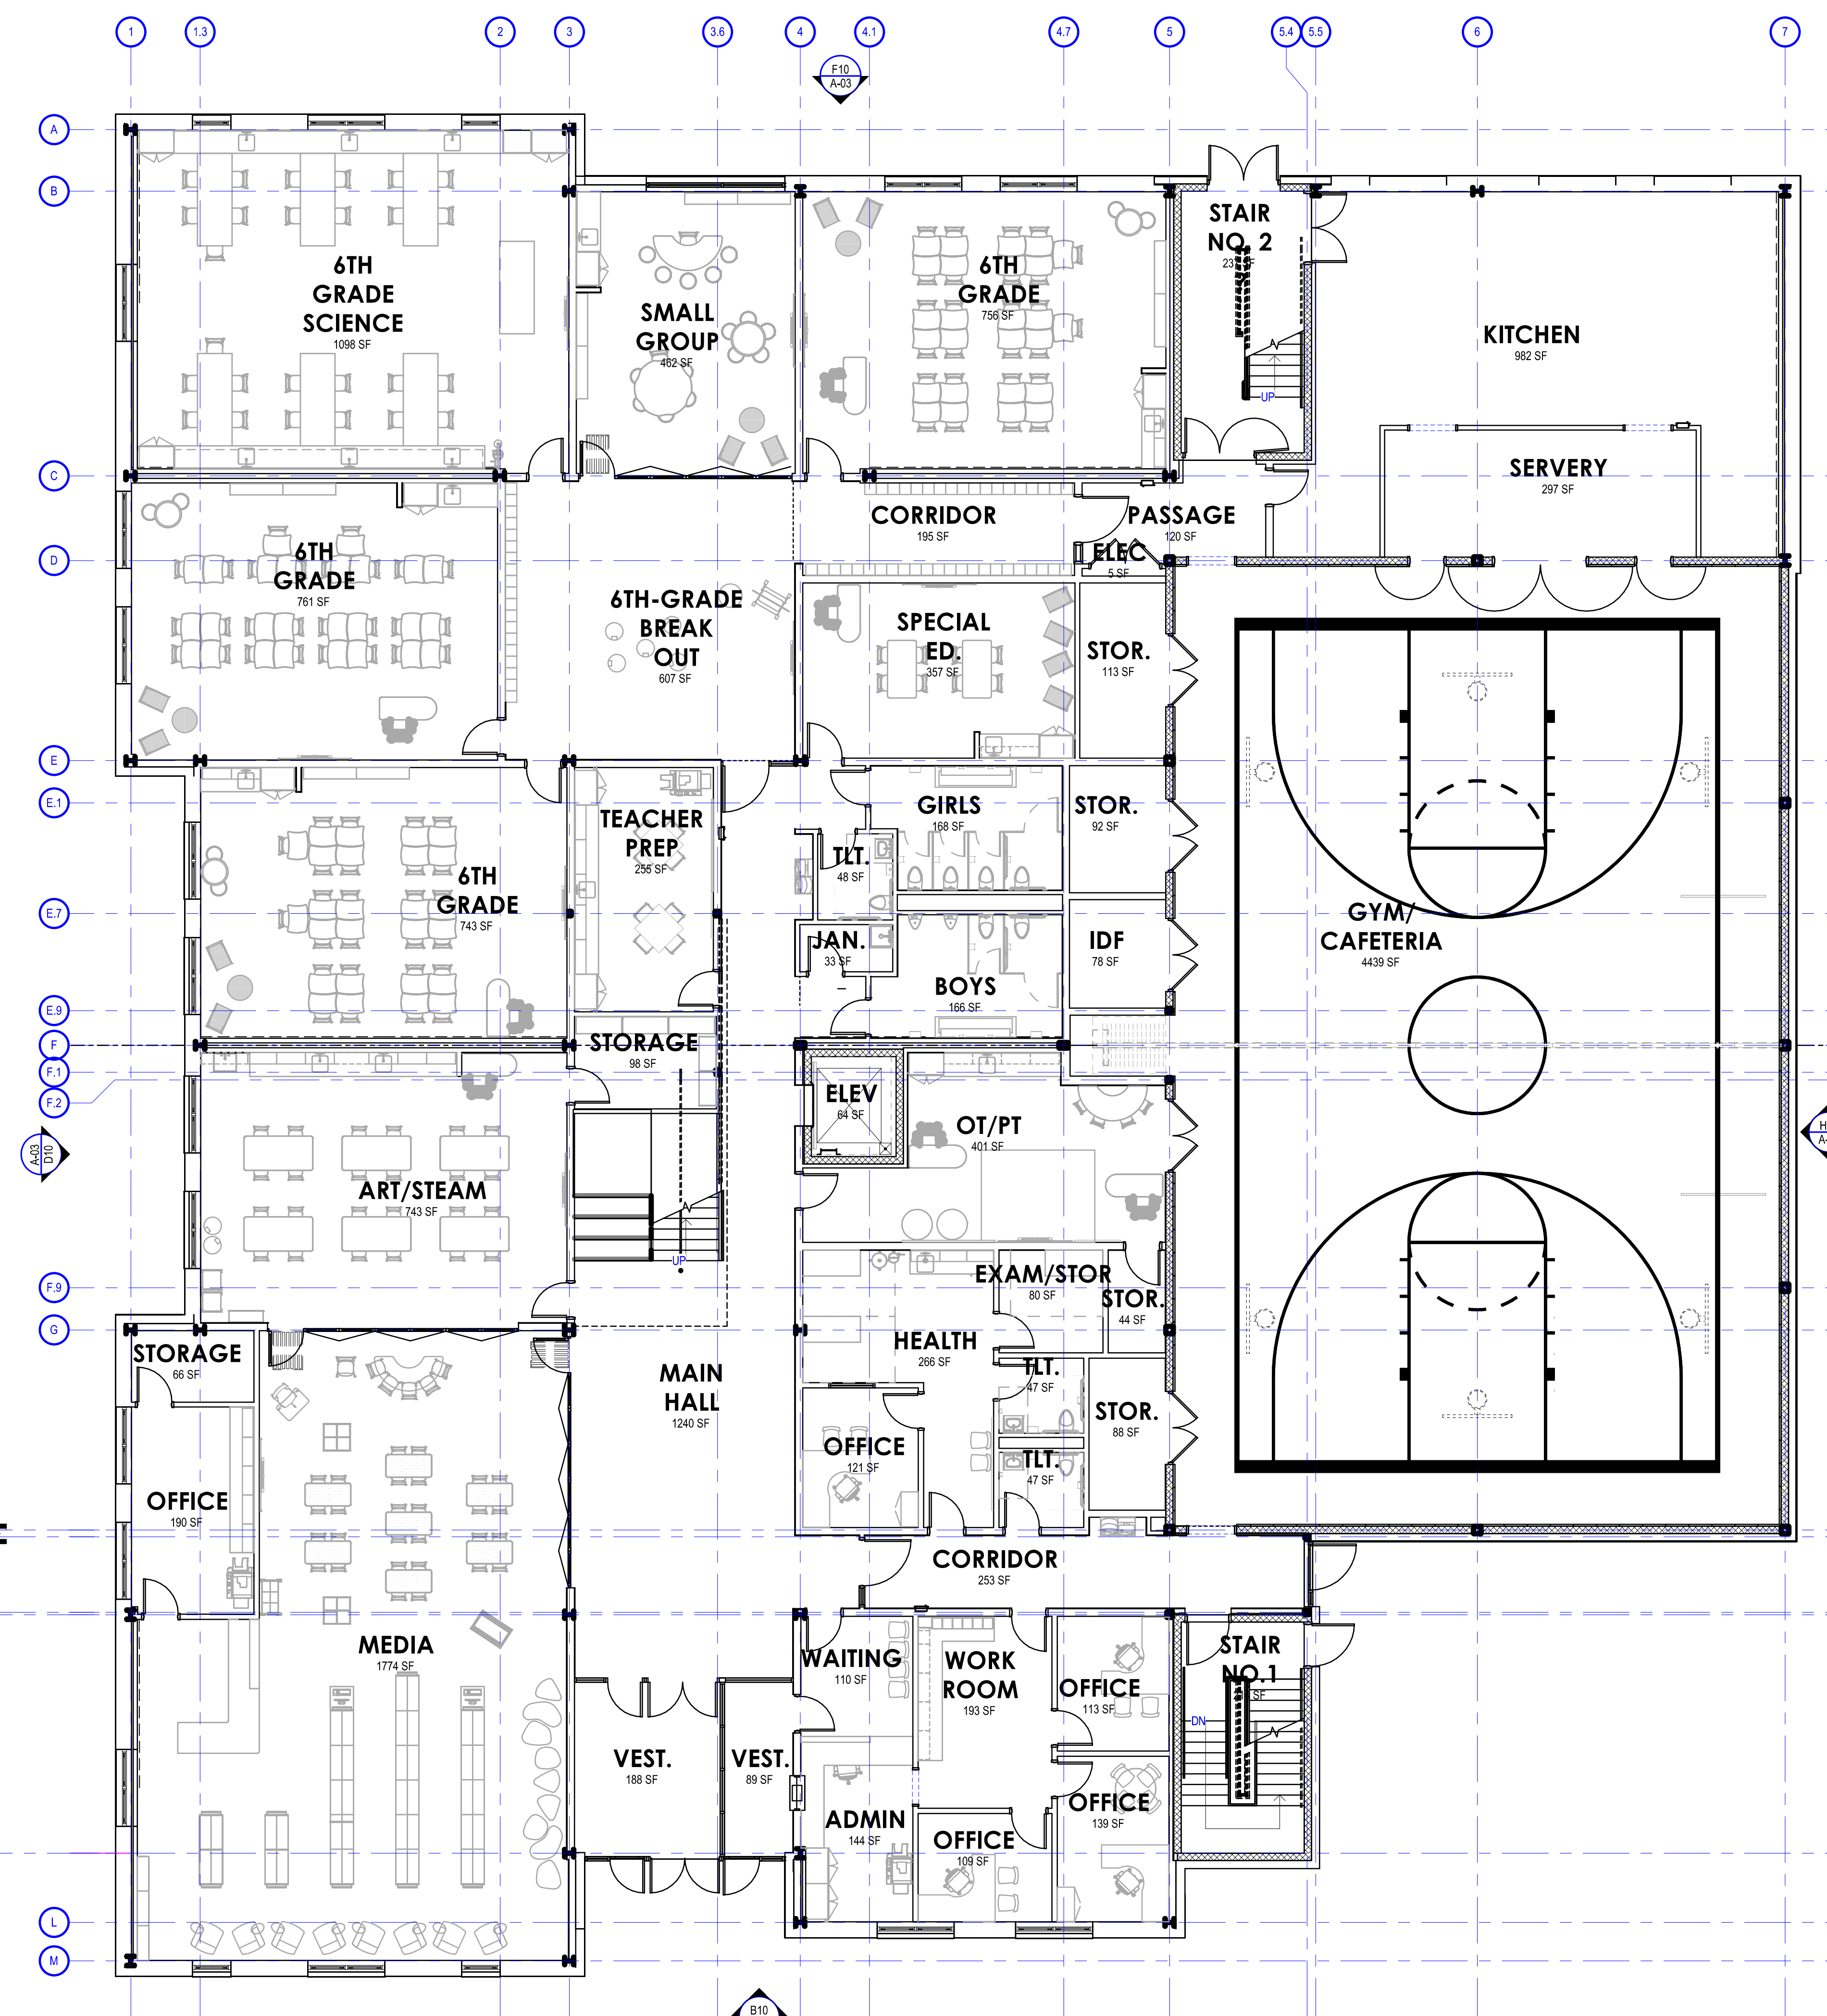 1
1.3
2
3
3.6
4
4.1
4.7
5
5.4
5.5
6
7
F10
A-03
A
B
C
D
E
E.1
E.7
E.9
F
F.1
F.2
F.9
G
L
M
A-03
D10
B10
6TH
GRADE
SCIENCE
1098 SF
SMALL
GROUP
462 SF
6TH
GRADE
756 SF
STAIR
NO. 2
UP
KITCHEN
982 SF
SERVERY
297 SF
CORRIDOR
195 SF
PASSAGE
120 SF
ELEC
5 SF
6TH
GRADE
761 SF
6TH-GRADE
BREAK
OUT
607 SF
SPECIAL
ED.
357 SF
STOR.
113 SF
TEACHER
PREP
255 SF
GIRLS
168 SF
STOR.
92 SF
TLT.
48 SF
6TH
GRADE
743 SF
JAN.
33 SF
BOYS
166 SF
IDF
78 SF
GYM/
CAFETERIA
4439 SF
STORAGE
98 SF
ELEV
64 SF
OT/PT
401 SF
ART/STEAM
743 SF
UP
EXAM/STOR
80 SF
STOR.
44 SF
HEALTH
266 SF
STORAGE
66 SF
MAIN
HALL
1240 SF
TLT.
47 SF
STOR.
88 SF
OFFICE
121 SF
TLT.
47 SF
OFFICE
190 SF
CORRIDOR
253 SF
MEDIA
1774 SF
WAITING
110 SF
WORK
ROOM
193 SF
OFFICE
113 SF
STAIR
NO.1
SF
DN
VEST.
188 SF
VEST.
89 SF
ADMIN
144 SF
OFFICE
109 SF
OFFICE
139 SF